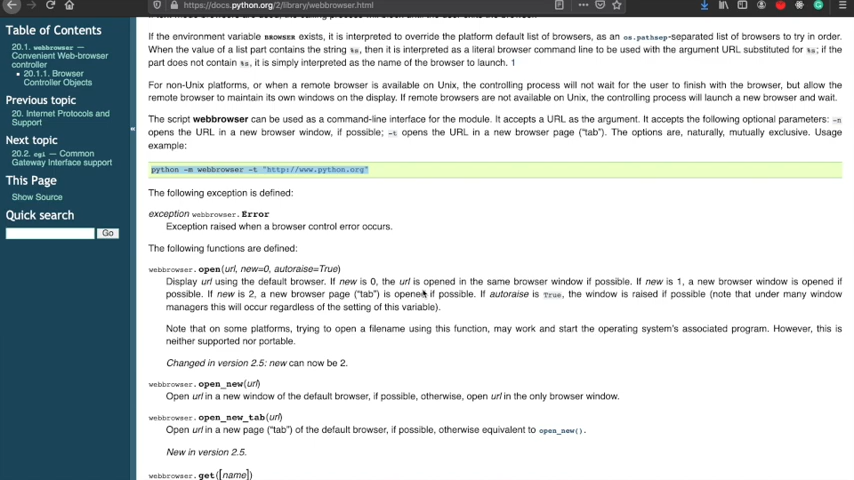 https://docs.python.org/2/library/webbrowser.html
Table of Contents
20.1. webbrowser —
Convenient Web-browser
controller
20.1.1. Browser
Controller Objects
Previous topic
20. Internet Protocols and
Support
Next topic
20.2. cgi — Common
Gateway Interface support
This Page
Show Source
Quick search
Go
If the environment variable BROWSER exists, it is interpreted to override the platform default list of browsers, as an os.pathsep-separated list of browsers to try in order.
When the value of a list part contains the string %s, then it is interpreted as a literal browser command line to be used with the argument URL substituted for %s; if the
part does not contain %s, it is simply interpreted as the name of the browser to launch. 1
For non-Unix platforms, or when a remote browser is available on Unix, the controlling process will not wait for the user to finish with the browser, but allow the
remote browser to maintain its own windows on the display. If remote browsers are not available on Unix, the controlling process will launch a new browser and wait.
The script webbrowser can be used as a command-line interface for the module. It accepts a URL as the argument. It accepts the following optional parameters: -n
opens the URL in a new browser window, if possible; -t opens the URL in a new browser page ("tab"). The options are, naturally, mutually exclusive. Usage
example:
python -m webbrowser -t "http://www.python.org"
The following exception is defined:
exception webbrowser.Error
Exception raised when a browser control error occurs.
The following functions are defined:
webbrowser.open(url, new=0, autoraise=True)
Display url using the default browser. If new is 0, the url is opened in the same browser window if possible. If new is 1, a new browser window is opened if
possible. If new is 2, a new browser page ("tab") is opened if possible. If autoraise is True, the window is raised if possible (note that under many window
managers this will occur regardless of the setting of this variable).
Note that on some platforms, trying to open a filename using this function, may work and start the operating system's associated program. However, this is
neither supported nor portable.
Changed in version 2.5: new can now be 2.
webbrowser.open_new(url)
Open url in a new window of the default browser, if possible, otherwise, open url in the only browser window.
webbrowser.open_new_tab(url)
Open url in a new page ("tab") of the default browser, if possible, otherwise equivalent to open_new().
New in version 2.5.
webbrowser.get([name])